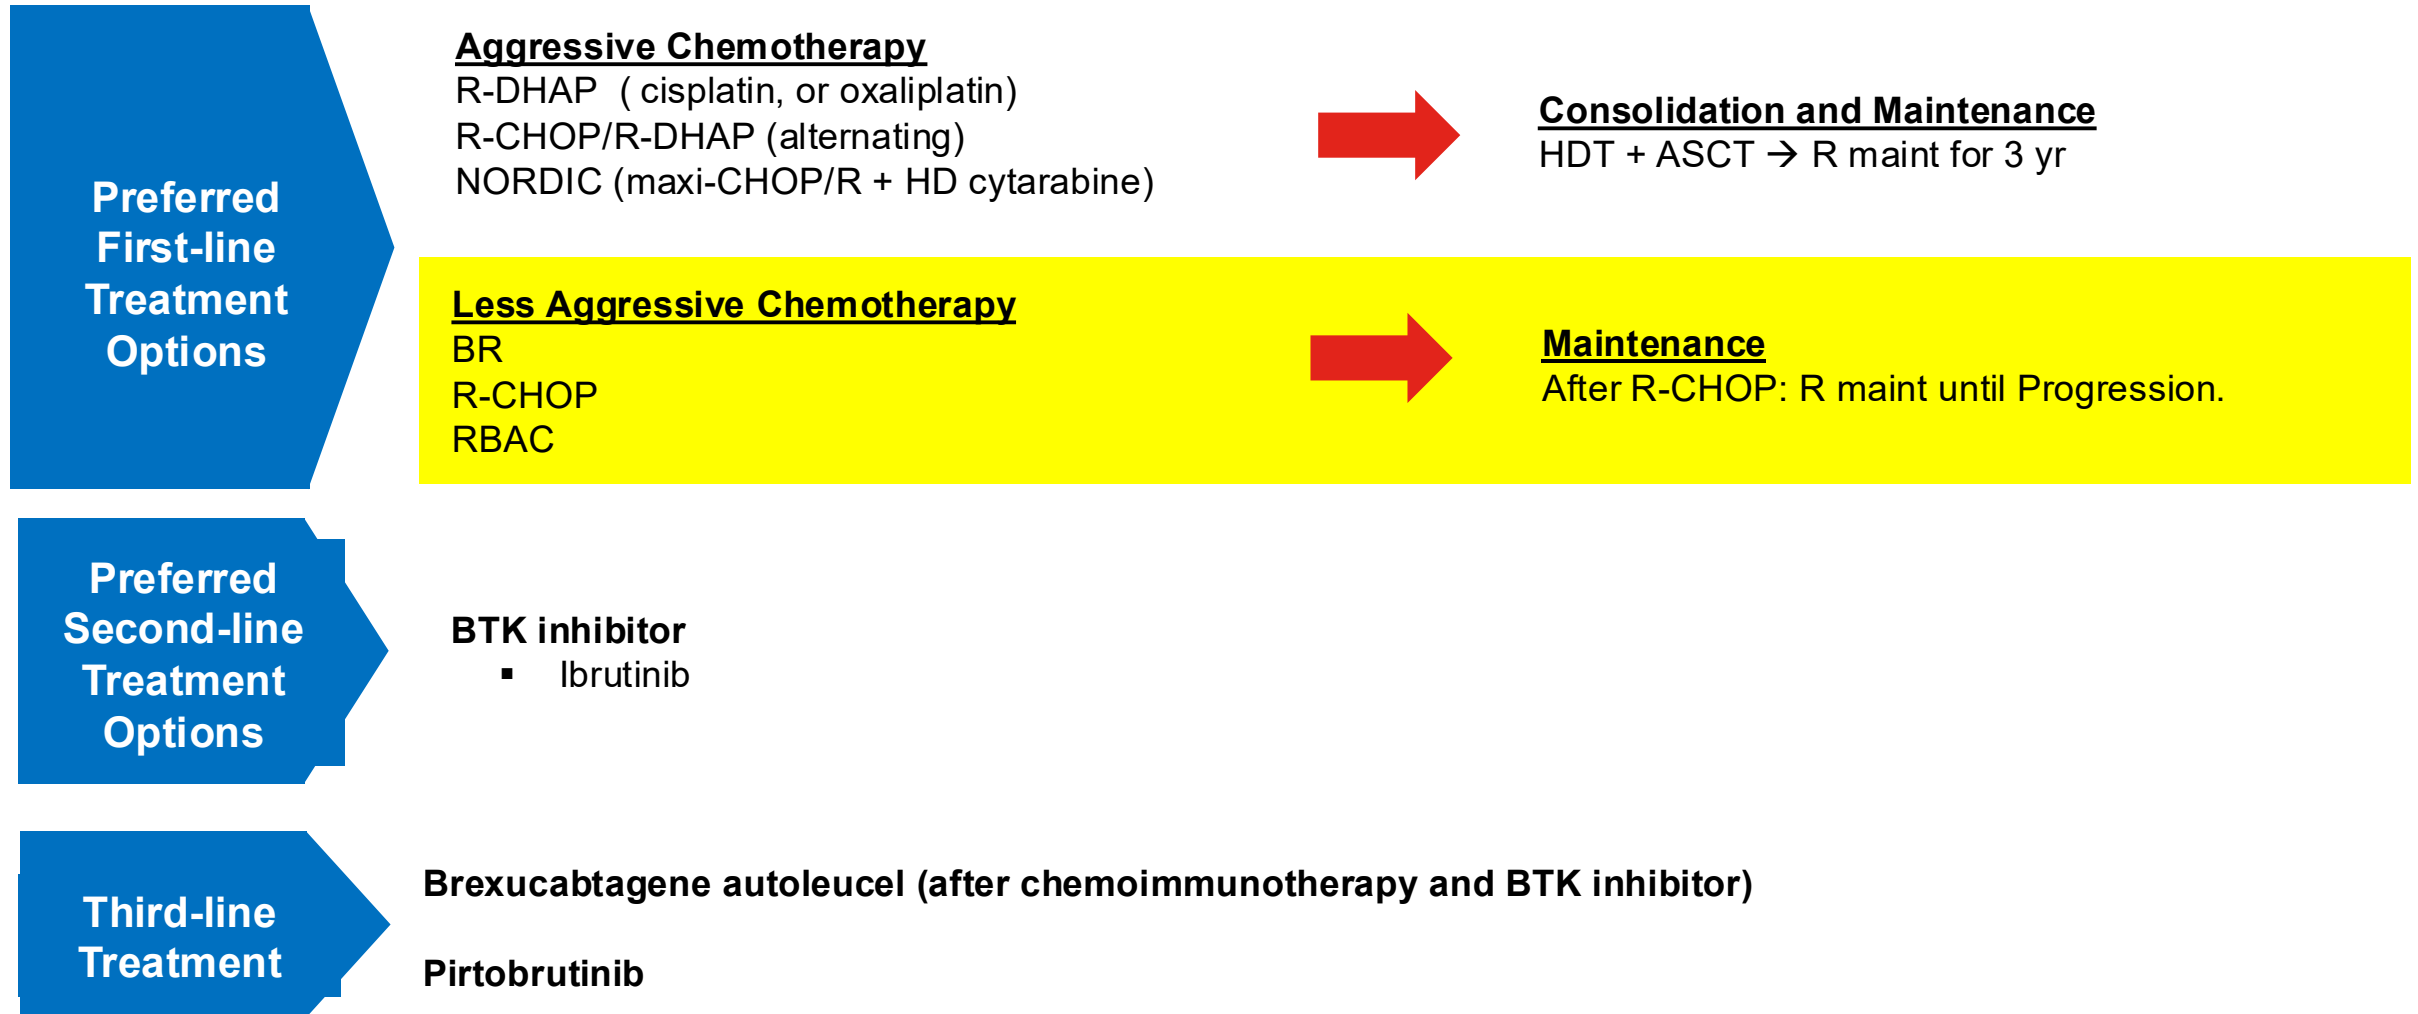 Preferred
First-line
Treatment
Options
Aggressive Chemotherapy
R-DHAP  ( cisplatin, or oxaliplatin)
R-CHOP/R-DHAP (alternating)
NORDIC (maxi-CHOP/R + HD cytarabine)
Consolidation and Maintenance
HDT + ASCT → R maint for 3 yr
Less Aggressive Chemotherapy
BR
R-CHOP
RBAC
Maintenance
After R-CHOP: R maint until Progression.
Preferred
Second-line
Treatment
Options
BTK inhibitor
▪ Ibrutinib
Third-line
Treatment
Brexucabtagene autoleucel (after chemoimmunotherapy and BTK inhibitor)
Pirtobrutinib